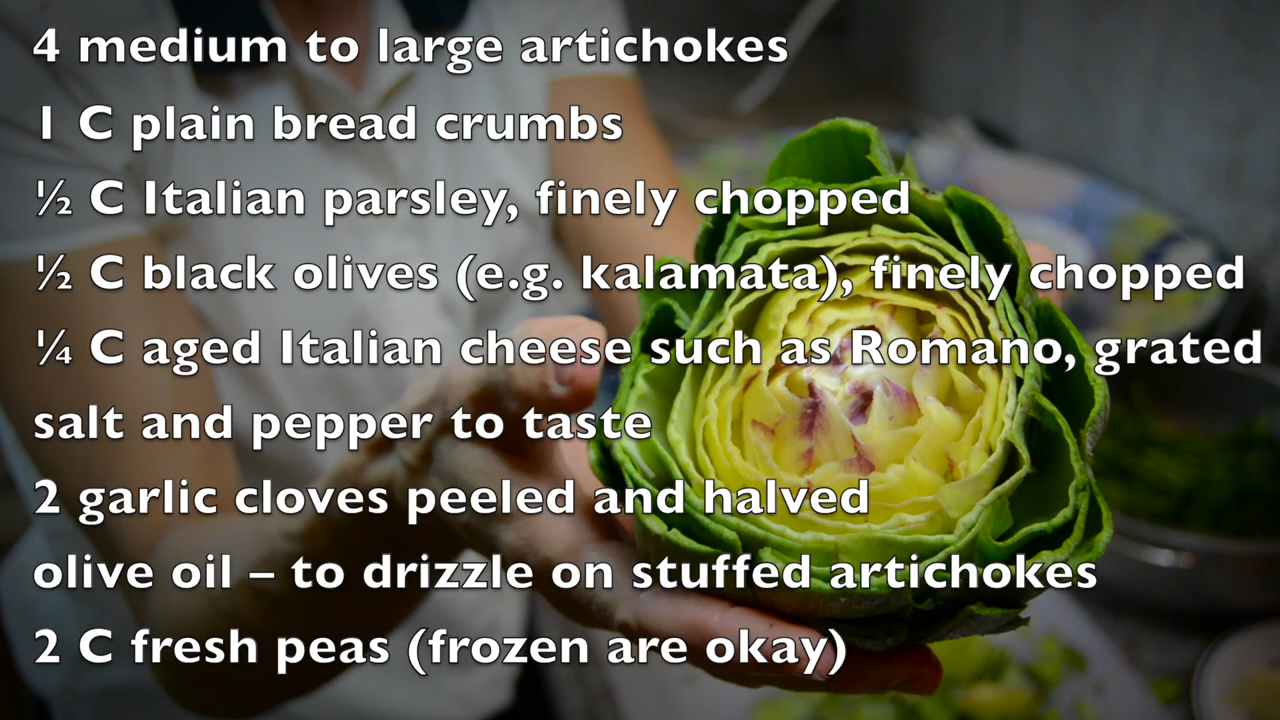 4 medium to large artichokes
1 C plain bread crumbs
½ C Italian parsley, finely chopped
½ C black olives (e.g. kalamata), finely chopped
¼ C aged Italian cheese such as Romano, grated
salt and pepper to taste
2 garlic cloves peeled and halved
olive oil – to drizzle on stuffed artichokes
2 C fresh peas (frozen are okay)